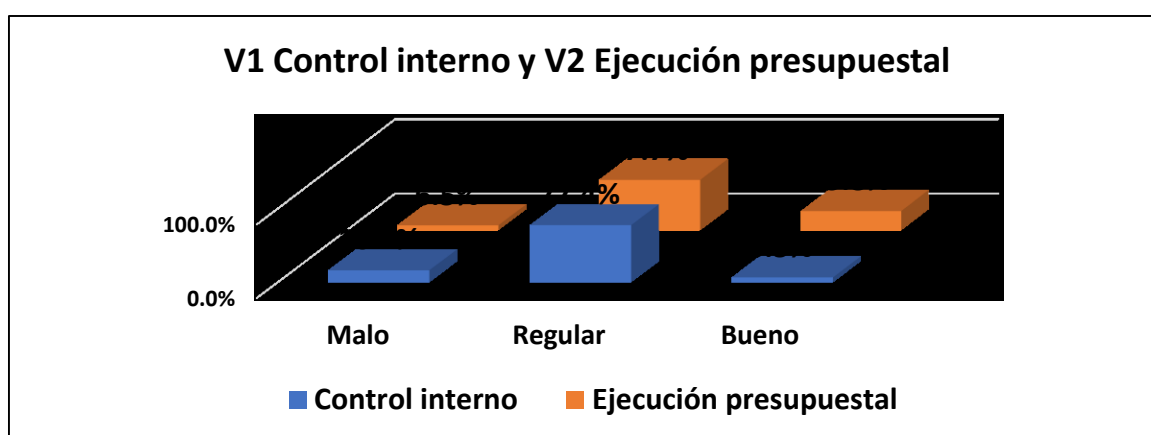 V1 Control interno y V2 Ejecución presupuestal
100.0%
0.0%
Malo Regular Bueno
Control interno Ejecución presupuestal